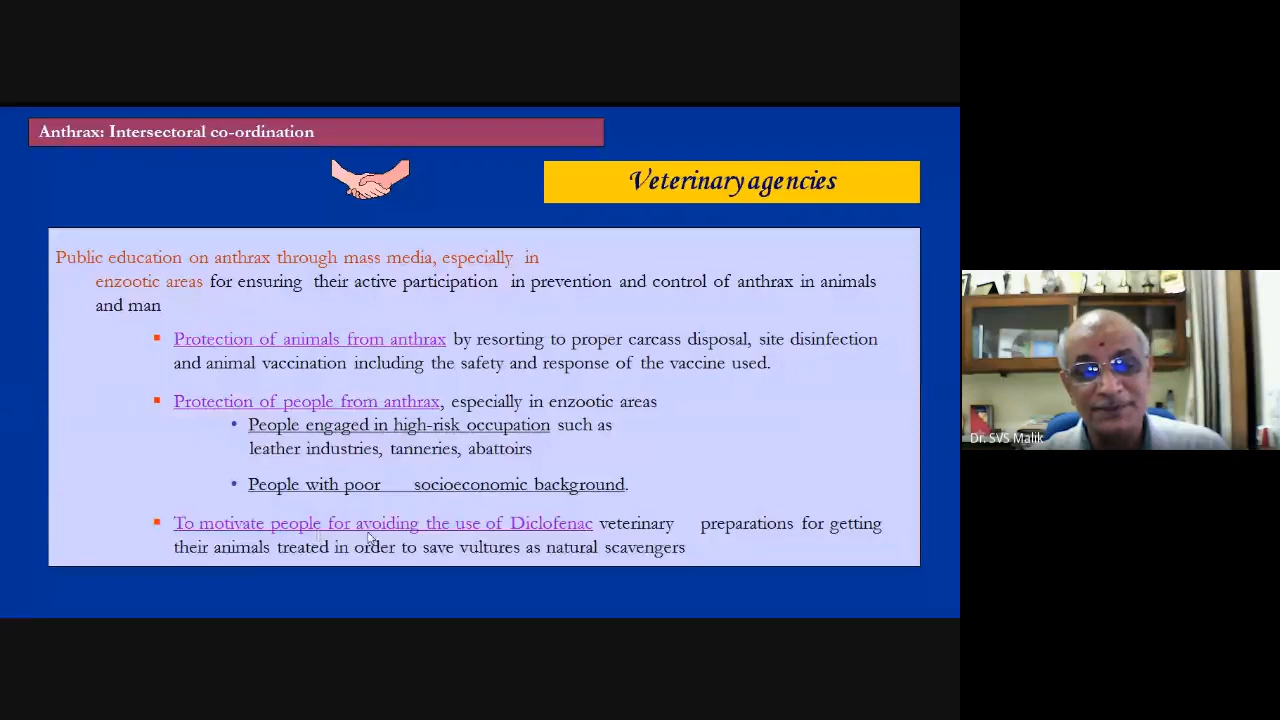 Anthrax: Intersectoral co-ordination
Veterinary agencies
Public education on anthrax through mass media, especially in
enzootic areas for ensuring their active participation in prevention and control of anthrax in animals
and man
Protection of animals from anthrax by resorting to proper carcass disposal, site disinfection
and animal vaccination including the safety and response of the vaccine used.
Protection of people from anthrax, especially in enzootic areas
People engaged in high-risk occupation such as
leather industries, tanneries, abattoirs
People with poor socioeconomic background.
To motivate people for avoiding the use of Diclofenac veterinary preparations for getting
their animals treated in order to save vultures as natural scavengers
Dr. SVS Malik